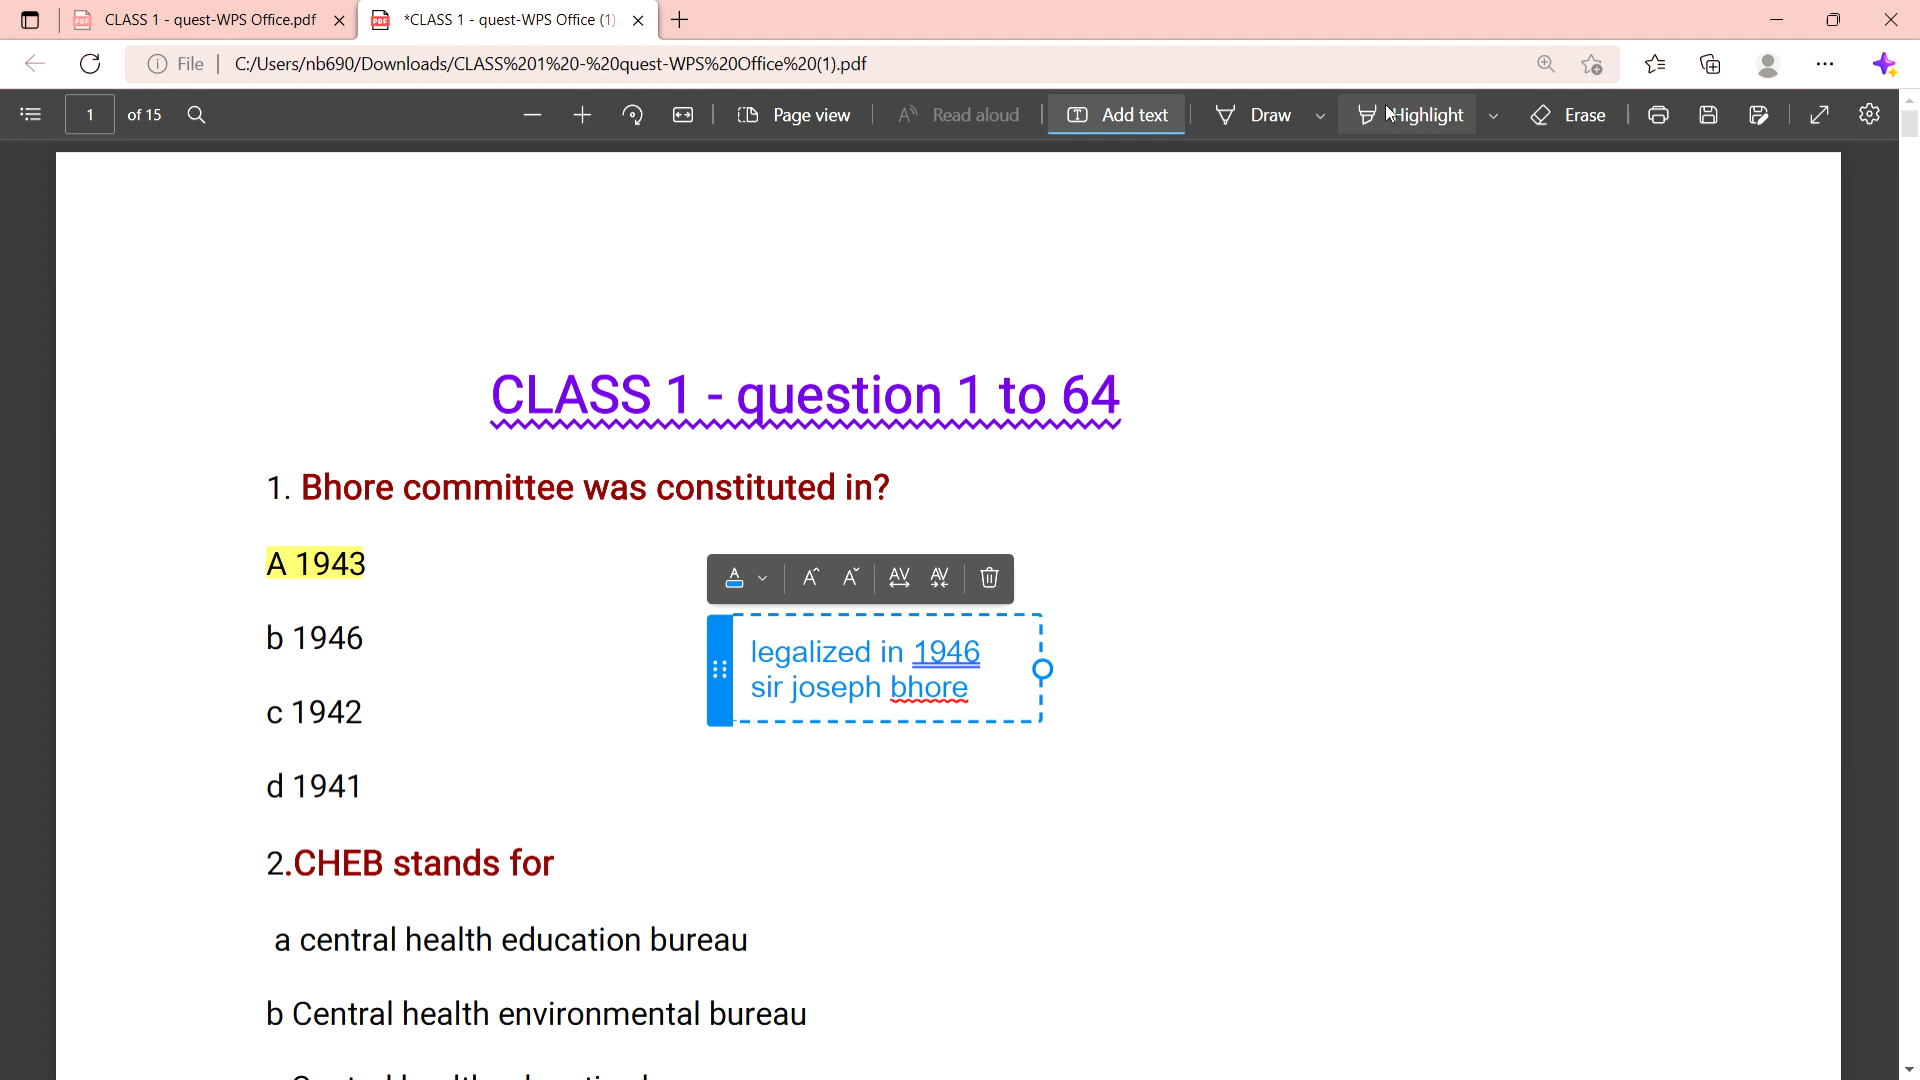 CLASS 1 - quest-WPS Office.pdf
*CLASS 1 - quest-WPS Office (1).
File
C:/Users/nb690/Downloads/CLASS%201%20-%20quest-WPS%20Office%20(1).pdf
1 of 15
Page view
Read aloud
Add text
Draw
Highlight
Erase
CLASS 1 - question 1 to 64
1. Bhore committee was constituted in?
A 1943
b 1946
legalized in 1946
sir joseph bhore
c 1942
d 1941
2.CHEB stands for
a central health education bureau
b Central health environmental bureau